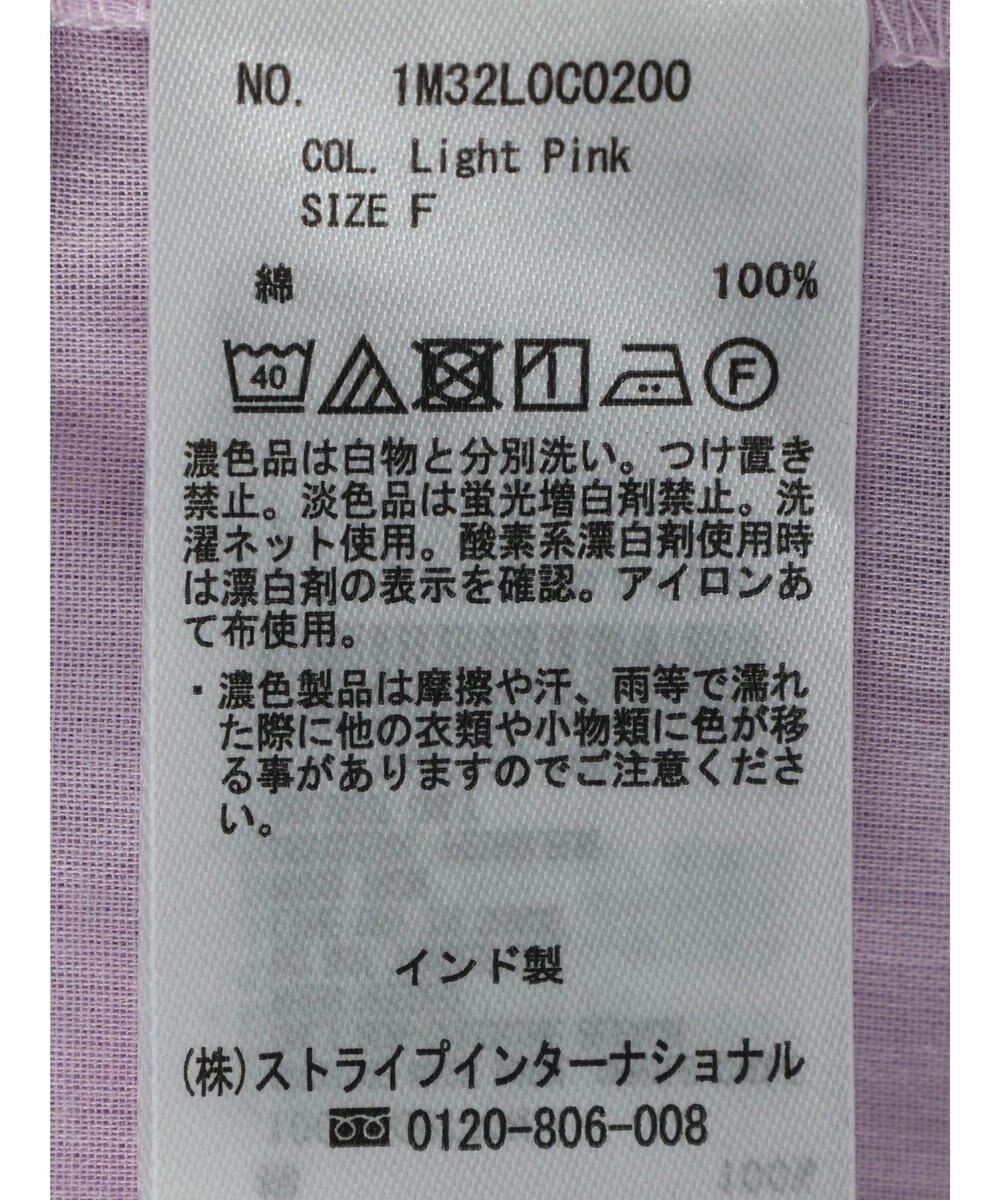 NO. 1M32L0C0200
COL. Light Pink
SIZE F
綿 100%
40
F
濃色品は白物と分別洗い。つけ置き
禁止。淡色品は蛍光増白剤禁止。洗
濯ネット使用。酸素系漂白剤使用時
は漂白剤の表示を確認。アイロンあ
て布使用。
・濃色製品は摩擦や汗、雨等で濡れ
た際に他の衣類や小物類に色が移
る事がありますのでご注意くださ
い。
インド製
(株)ストライプインターナショナル
0120-806-008